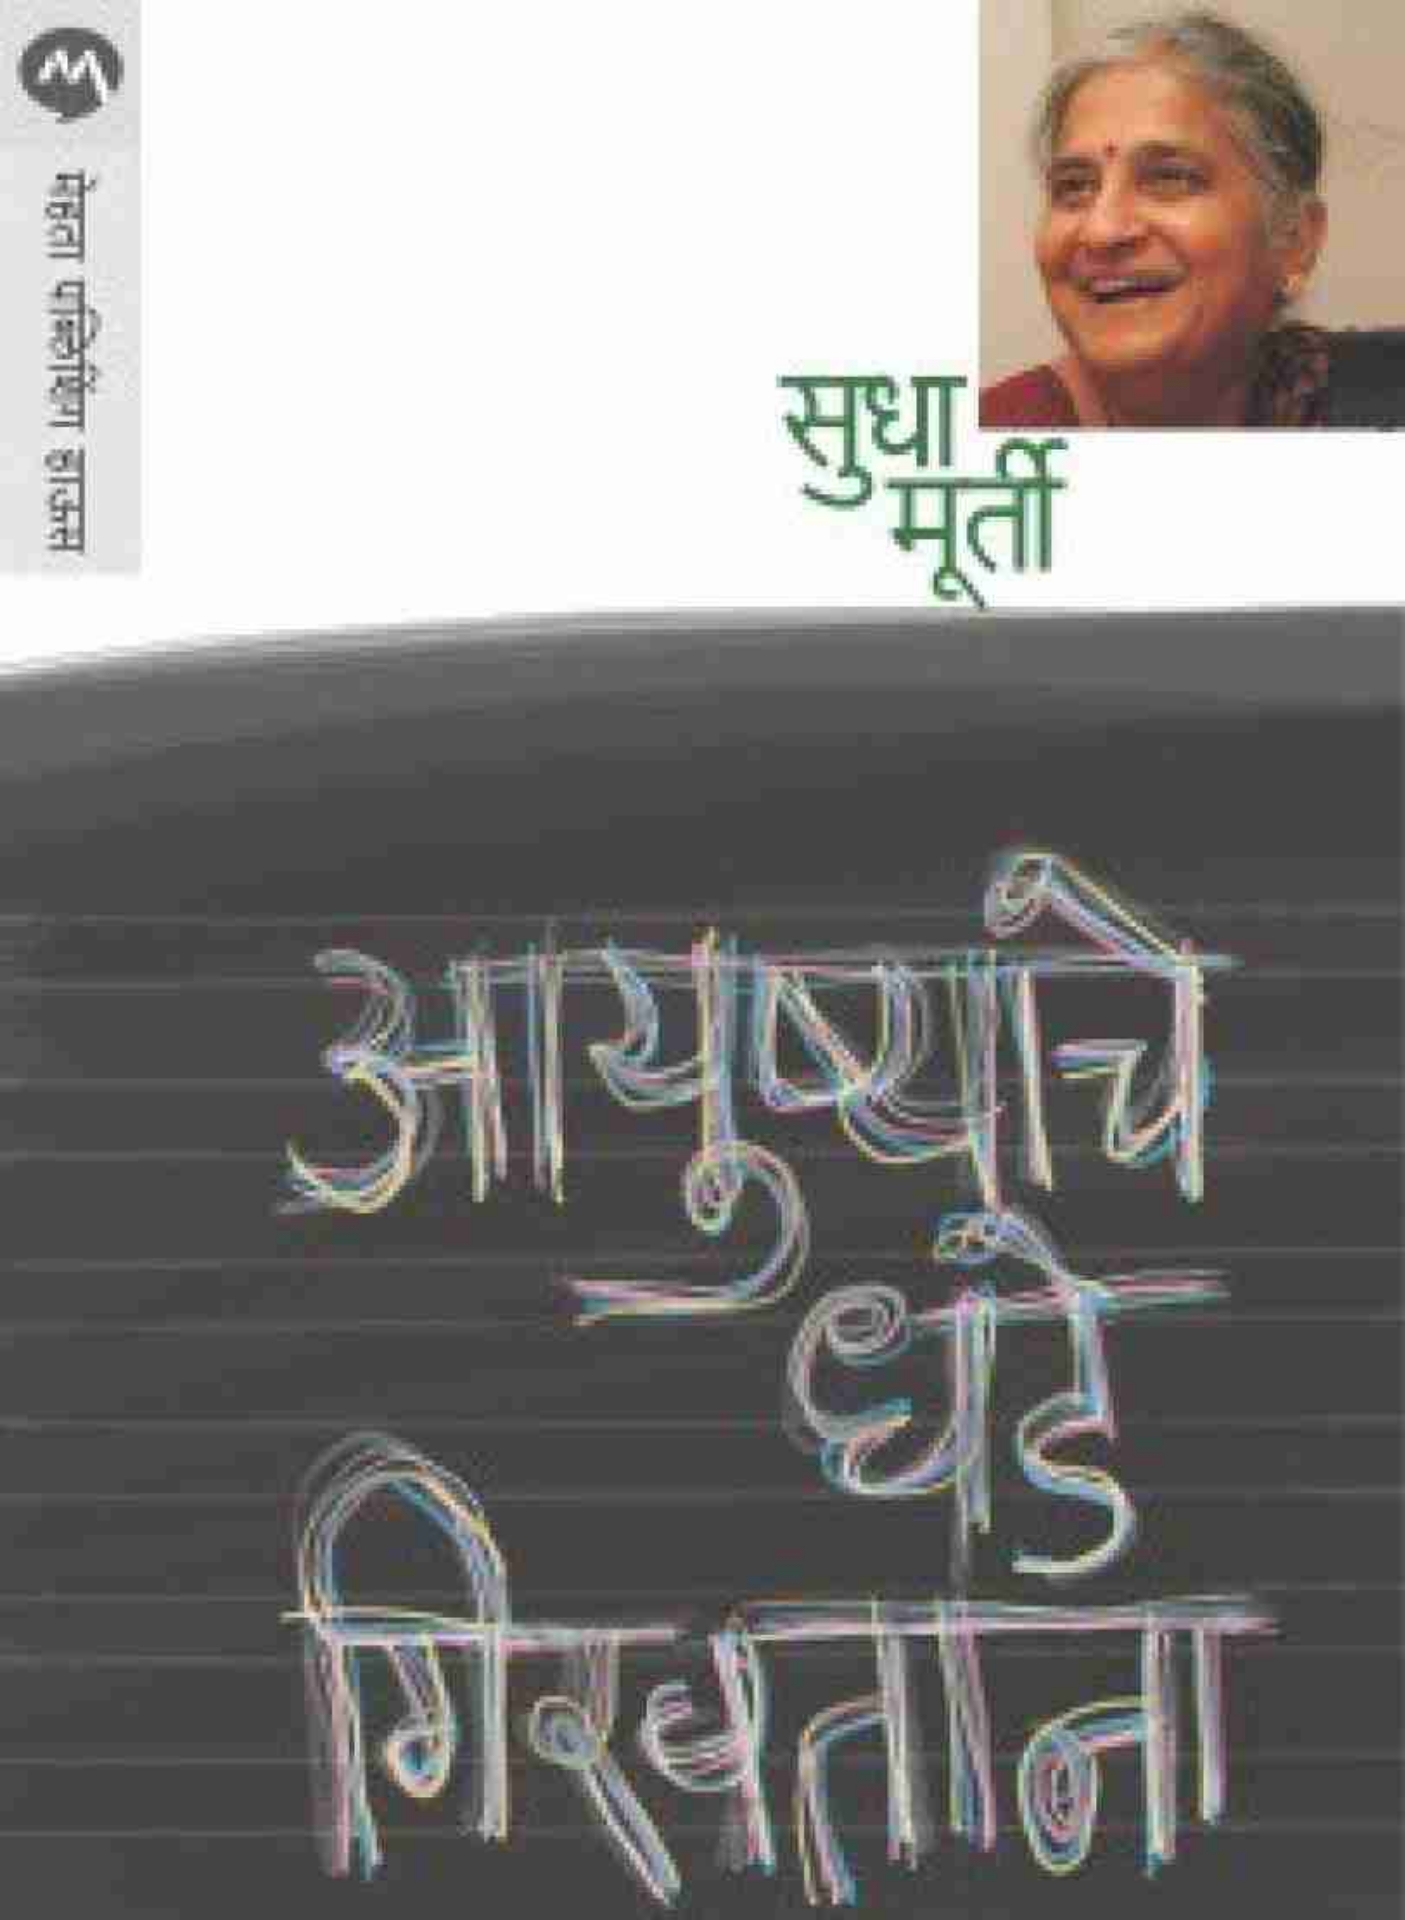 मेहता पब्लिशिंग हाऊस
सुधा
मूर्ती
आयुष्याचे
धडे
गिरवताना